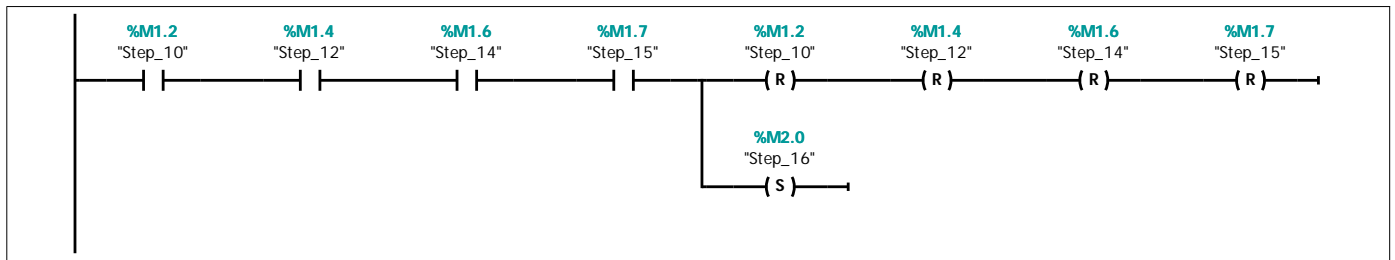 %M1.2 %M1.4 %M1.6 %M1.7 %M1.2 %M1.4 %M1.6 %M1.7
"Step_10" "Step_12" "Step_14" "Step_15" "Step_10" "Step_12" "Step_14" "Step_15"
R R R R
%M2.0
"Step_16"
S